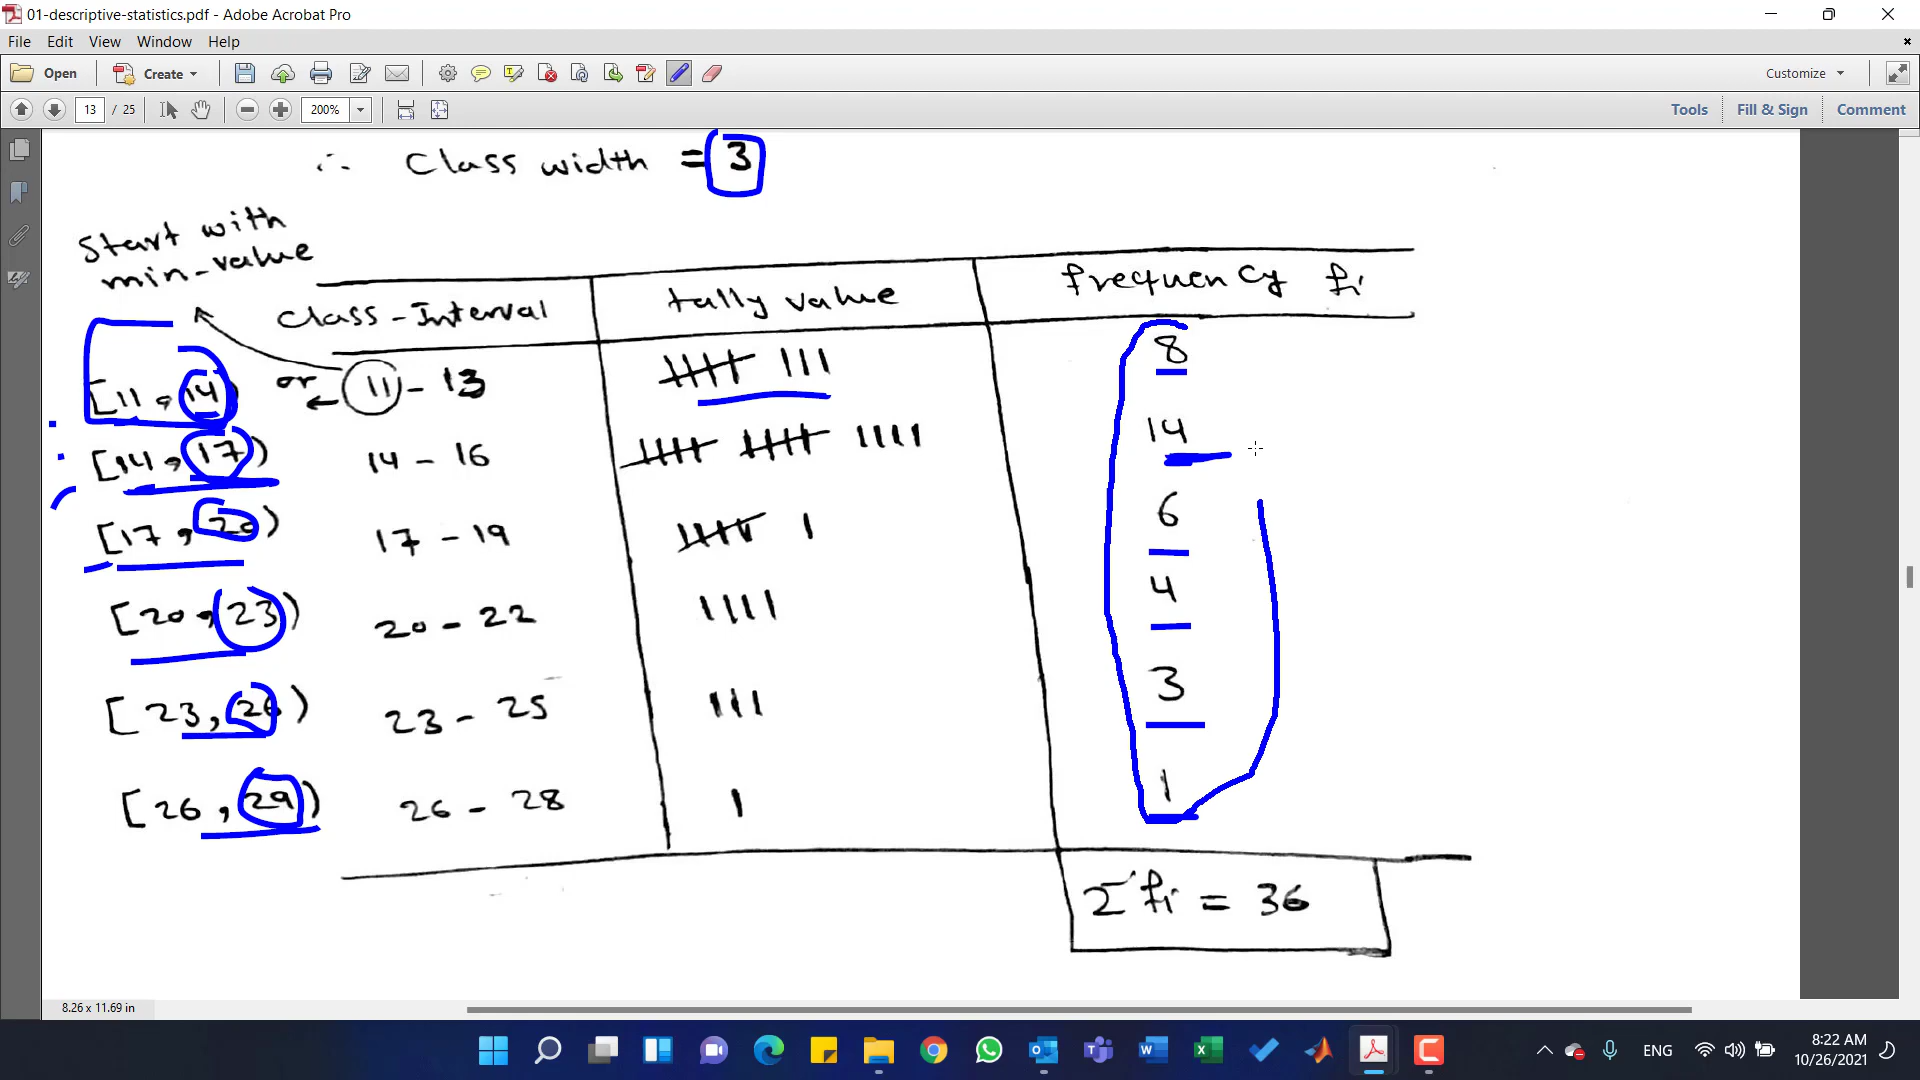 01-descriptive-statistics.pdf - Adobe Acrobat Pro
File Edit View Window Help
Open Create Customize
13 / 25 200% Tools Fill & Sign Comment
∴ Class width = 3
Start with
min-value
Class-Interval tally value frequency fi
[11, 14) or 11 - 13 8
[14, 17) 14 - 16 14
[17, 20) 17 - 19 6
[20, 23) 20 - 22 4
[23, 26) 23 - 25 3
[26, 29) 26 - 28 1
Σ fi = 36
8.26 x 11.69 in
ENG
8:22 AM
10/26/2021